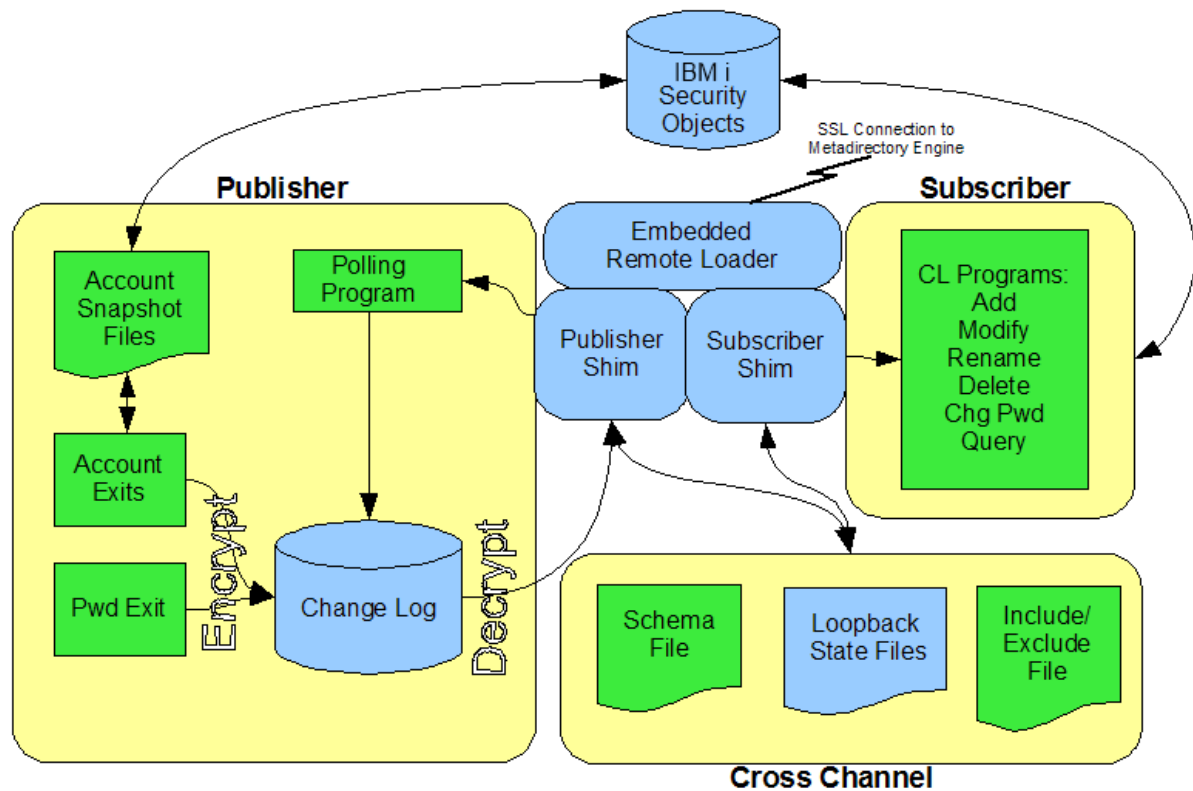 IBM i
Security
Objects
SSL Connection to
Metadirectory Engine
Publisher
Subscriber
Account
Snapshot
Files
Polling
Program
Embedded
Remote Loader
Publisher
Shim
Subscriber
Shim
CL Programs:
Add
Modify
Rename
Delete
Chg Pwd
Query
Account
Exits
Pwd Exit
Encrypt
Change Log
Decrypt
Schema
File
Loopback
State Files
Include/
Exclude
File
Cross Channel